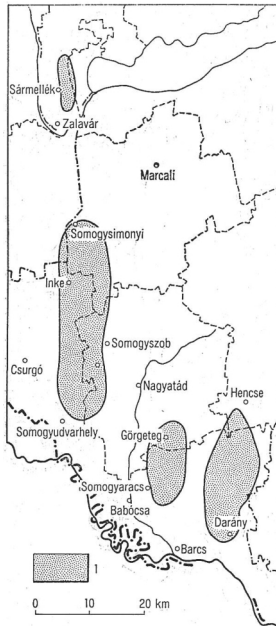 Sármellék
Zalavár
Marcali
Somogysimonyi
Inke
Somogyszob
Csurgó
Nagyatád
Hencse
Somogyudvarhely
Görgeteg
Somogyaracs
Babócsa
Darány
Barcs
1
0 10 20 km